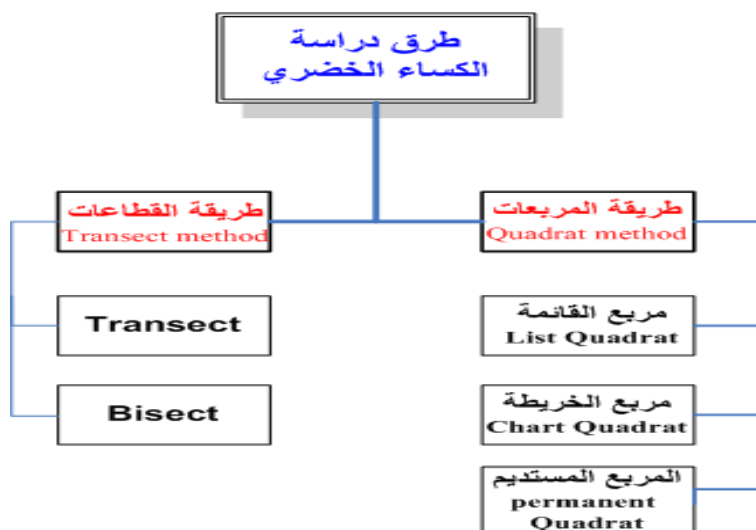 طرق دراسة
الكساء الخضري
طريقة المربعات
Quadrat method
طريقة القطاعات
Transect method
مربع القائمة
List Quadrat
Transect
مربع الخريطة
Chart Quadrat
Bisect
المربع المستديم
permanent
Quadrat